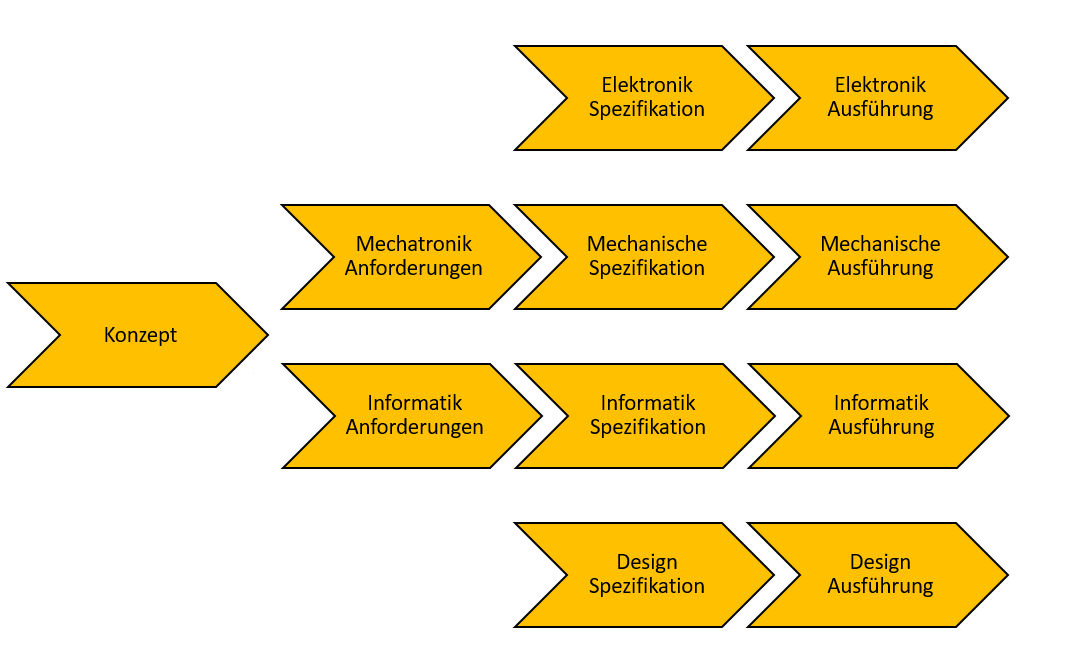 Elektronik
Spezifikation
Elektronik
Ausführung
Mechatronik
Anforderungen
Mechanische
Spezifikation
Mechanische
Ausführung
Konzept
Informatik
Anforderungen
Informatik
Spezifikation
Informatik
Ausführung
Design
Spezifikation
Design
Ausführung